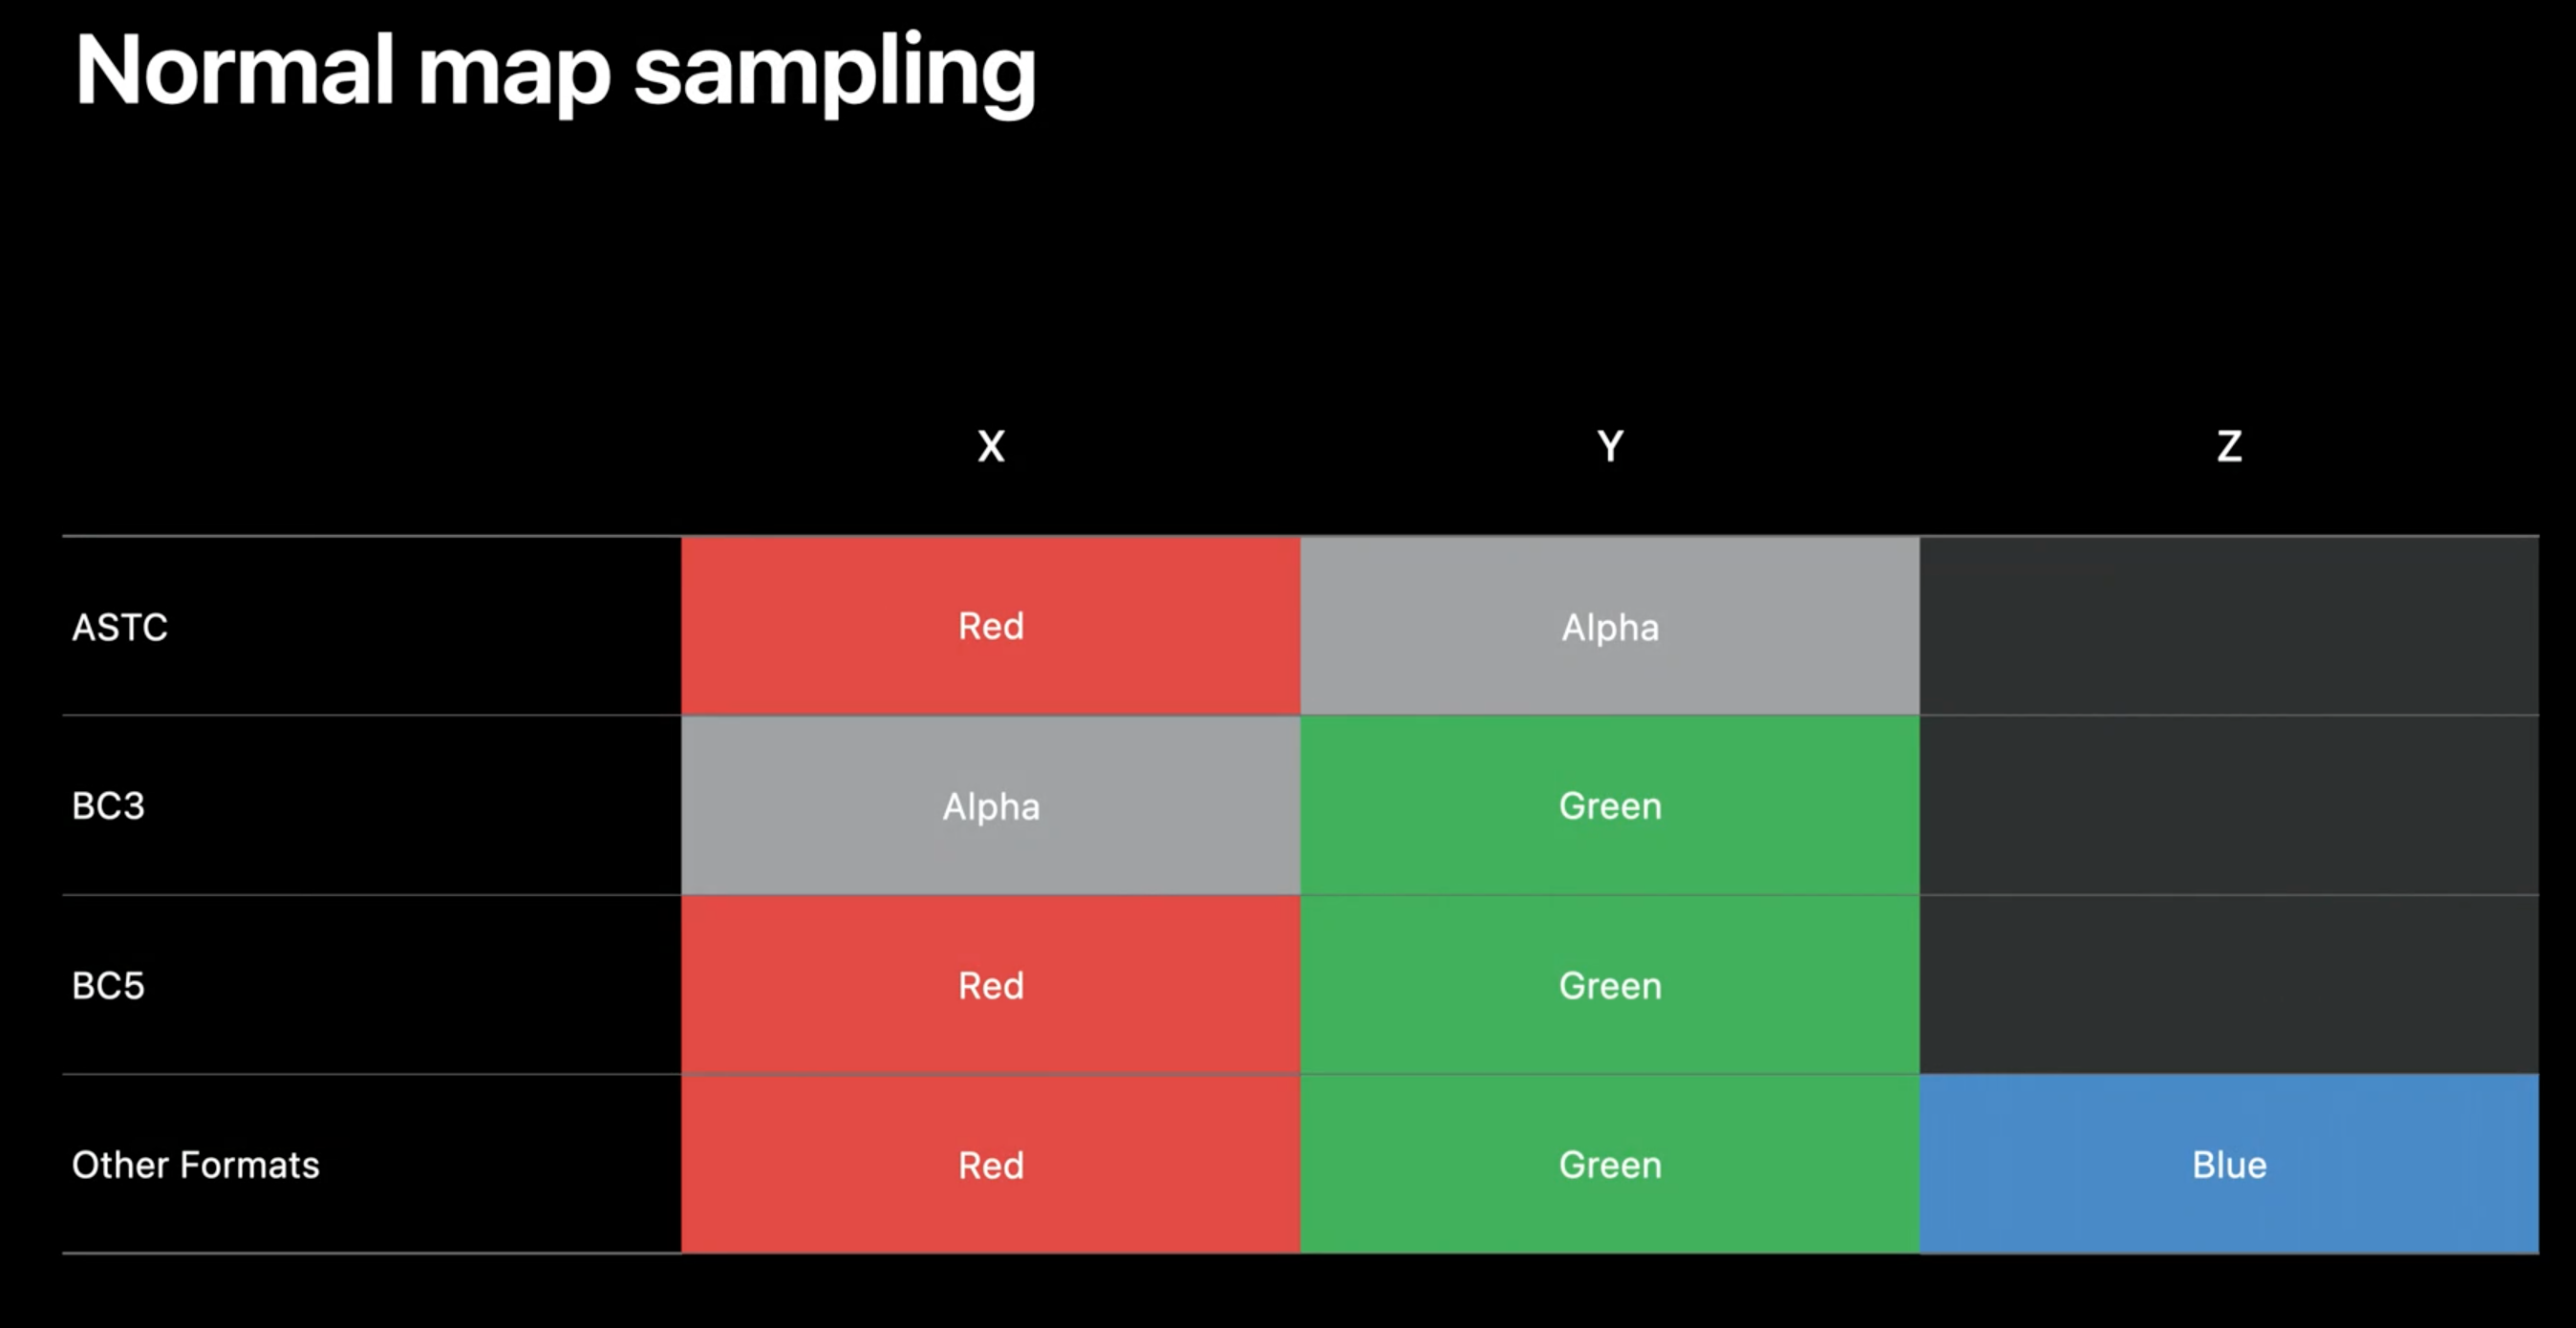 Normal map sampling
X Y Z
ASTC Red Alpha
BC3 Alpha Green
BC5 Red Green
Other Formats Red Green Blue